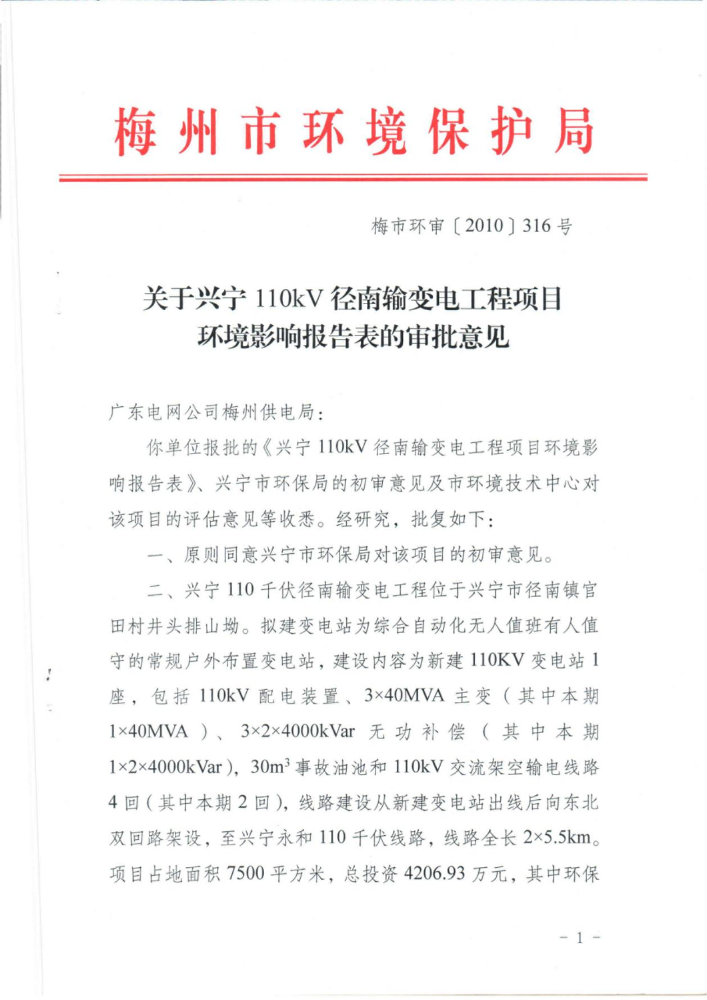 梅州市环境保护局
梅市环审〔2010〕316号
关于兴宁 110kV 径南输变电工程项目
环境影响报告表的审批意见
广东电网公司梅州供电局：
你单位报批的《兴宁 110kV 径南输变电工程项目环境影
响报告表》、兴宁市环保局的初审意见及市环境技术中心对
该项目的评估意见等收悉。经研究，批复如下：
一、原则同意兴宁市环保局对该项目的初审意见。
二、兴宁 110 千伏径南输变电工程位于兴宁市径南镇官
田村井头排山坳。拟建变电站为综合自动化无人值班有人值
守的常规户外布置变电站，建设内容为新建 110KV 变电站 1
座，包括 110kV 配电装置、3×40MVA 主变（其中本期
1×40MVA ）、 3×2×4000kVar 无功补偿（其中本期
1×2×4000kVar），30m³事故油池和 110kV 交流架空输电线路
4 回（其中本期 2 回），线路建设从新建变电站出线后向东北
双回路架设，至兴宁永和 110 千伏线路，线路全长 2×5.5km。
项目占地面积 7500 平方米，总投资 4206.93 万元，其中环保
- 1 -